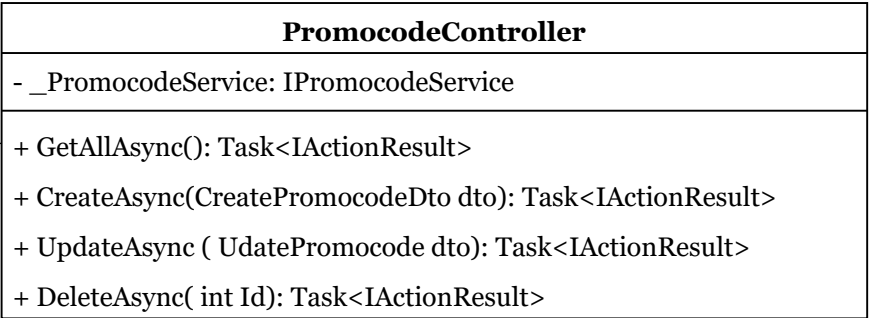 PromocodeController
- _PromocodeService: IPromocodeService
+ GetAllAsync(): Task<IActionResult>
+ CreateAsync(CreatePromocodeDto dto): Task<IActionResult>
+ UpdateAsync ( UdatePromocode dto): Task<IActionResult>
+ DeleteAsync( int Id): Task<IActionResult>